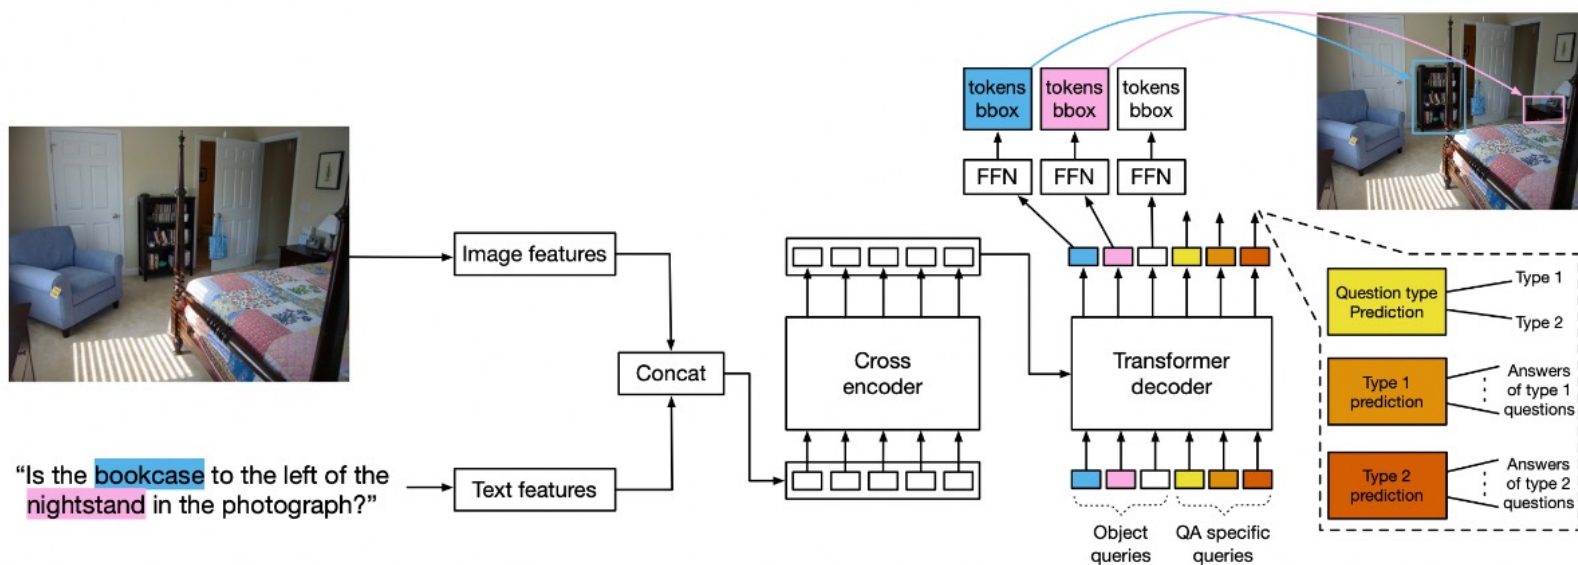 tokens
bbox
tokens
bbox
tokens
bbox
FFN
FFN
FFN
Image features
Concat
Text features
“Is the bookcase to the left of the
nightstand in the photograph?”
Cross
encoder
Transformer
decoder
Object
queries
QA specific
queries
Question type
Prediction
Type 1
Type 2
Type 1
prediction
Answers
of type 1
questions
Type 2
prediction
Answers
of type 2
questions